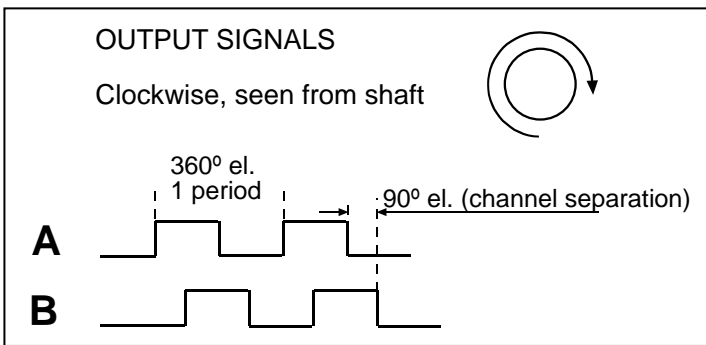 OUTPUT SIGNALS
Clockwise, seen from shaft
360º el.
1 period
90º el. (channel separation)
A
B